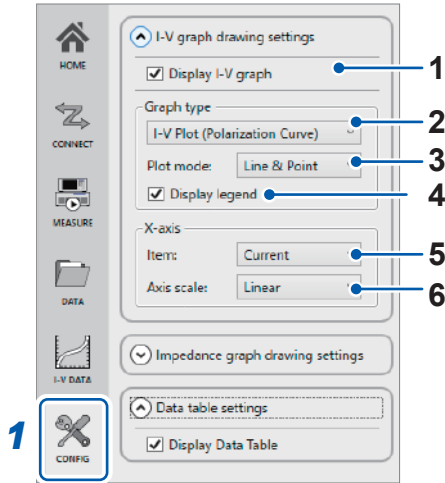 HOME
CONNECT
MEASURE
DATA
I-V DATA
1
CONFIG
I-V graph drawing settings
Display I-V graph
1
Graph type
I-V Plot (Polarization Curve)
2
Plot mode: Line & Point
3
Display legend
4
X-axis
Item: Current
5
Axis scale: Linear
6
Impedance graph drawing settings
Data table settings
Display Data Table